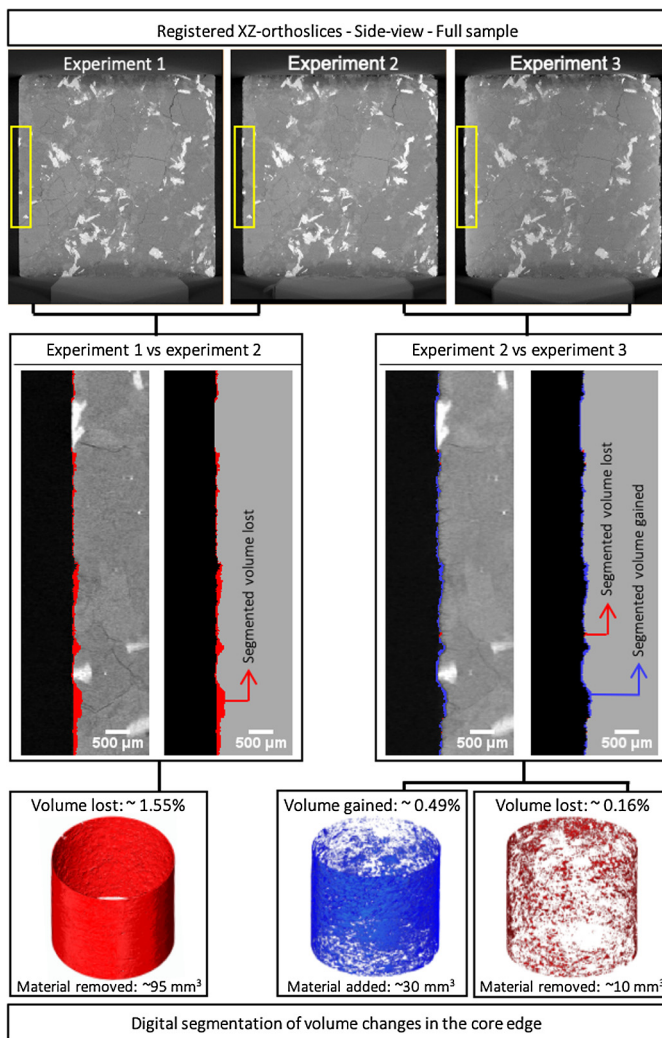 Registered XZ-orthoslices - Side-view - Full sample
Experiment 1
Experiment 2
Experiment 3
Experiment 1 vs experiment 2
Segmented volume lost
500 µm
500 µm
Experiment 2 vs experiment 3
Segmented volume lost
Segmented volume gained
500 µm
500 µm
Volume lost: ~ 1.55%
Material removed: ~95 mm³
Volume gained: ~ 0.49%
Material added: ~30 mm³
Volume lost: ~ 0.16%
Material removed: ~10 mm³
Digital segmentation of volume changes in the core edge